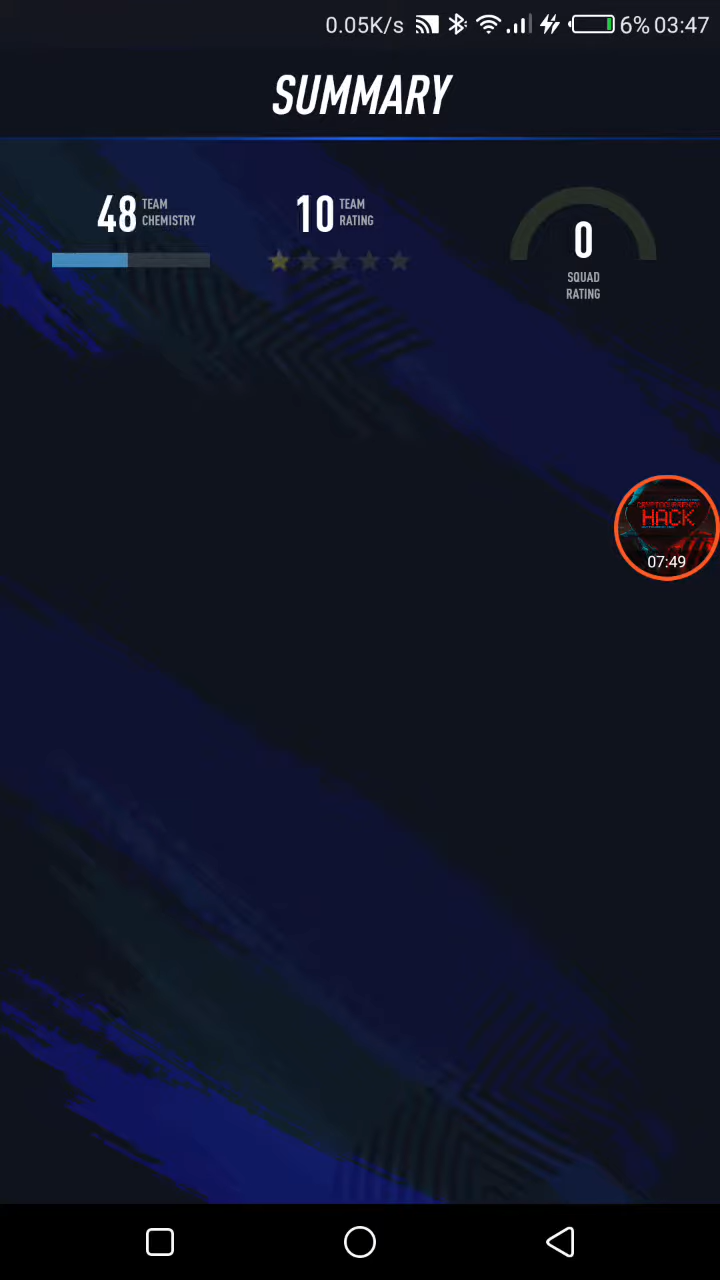 0.05K/s 6% 03:47
SUMMARY
48 TEAM CHEMISTRY
10 TEAM RATING
0
SQUAD
RATING
HACK
07:49